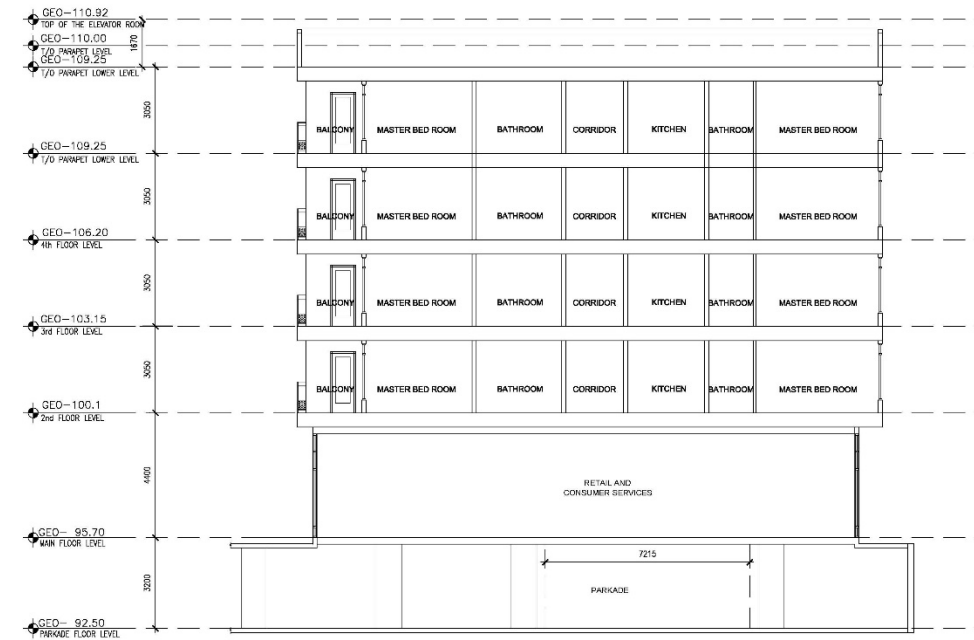 GEO-110.92
TOP OF THE ELEVATOR ROOM
GEO-110.00
T/O PARAPET LEVEL
GEO-109.25
T/O PARAPET LOWER LEVEL
1670
3050
BALCONY MASTER BED ROOM BATHROOM CORRIDOR KITCHEN BATHROOM MASTER BED ROOM
GEO-109.25
T/O PARAPET LOWER LEVEL
3050
BALCONY MASTER BED ROOM BATHROOM CORRIDOR KITCHEN BATHROOM MASTER BED ROOM
GEO-106.20
4th FLOOR LEVEL
3050
BALCONY MASTER BED ROOM BATHROOM CORRIDOR KITCHEN BATHROOM MASTER BED ROOM
GEO-103.15
3rd FLOOR LEVEL
3050
BALCONY MASTER BED ROOM BATHROOM CORRIDOR KITCHEN BATHROOM MASTER BED ROOM
GEO-100.1
2nd FLOOR LEVEL
4400
RETAIL AND
CONSUMER SERVICES
GEO- 95.70
MAIN FLOOR LEVEL
7215
3200
PARKADE
GEO- 92.50
PARKADE FLOOR LEVEL